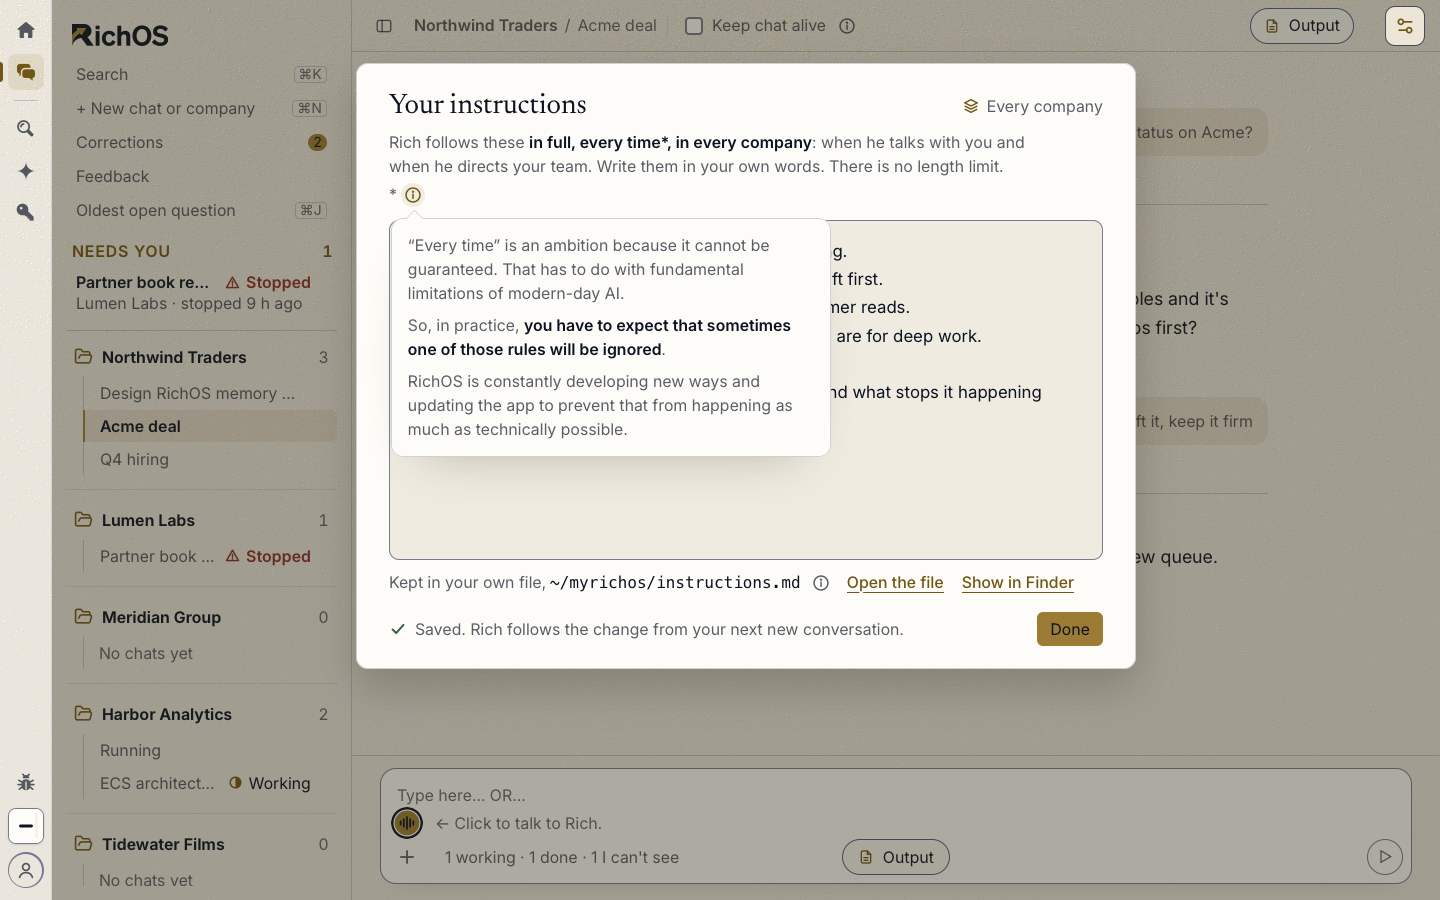 RichOS
Search ⌘K
+ New chat or company ⌘N
Corrections 2
Feedback
Oldest open question ⌘J
NEEDS YOU 1
Partner book re... Stopped
Lumen Labs · stopped 9 h ago
Northwind Traders 3
Design RichOS memory ...
Acme deal
Q4 hiring
Lumen Labs 1
Partner book ... Stopped
Meridian Group 0
No chats yet
Harbor Analytics 2
Running
ECS architect... Working
Tidewater Films 0
No chats yet
Northwind Traders / Acme deal Keep chat alive Output
Your instructions
Every company
Rich follows these in full, every time*, in every company: when he talks with you and
when he directs your team. Write them in your own words. There is no length limit.
*
“Every time” is an ambition because it cannot be
guaranteed. That has to do with fundamental
limitations of modern-day AI.
So, in practice, you have to expect that sometimes
one of those rules will be ignored.
RichOS is constantly developing new ways and
updating the app to prevent that from happening as
much as technically possible.
first.
reads.
are for deep work.
what stops it happening
Kept in your own file, ~/myrichos/instructions.md Open the file Show in Finder
Saved. Rich follows the change from your next new conversation.
Done
on Acme?
and it's
first?
it, keep it firm
queue.
Type here... OR...
← Click to talk to Rich.
1 working · 1 done · 1 I can't see
Output